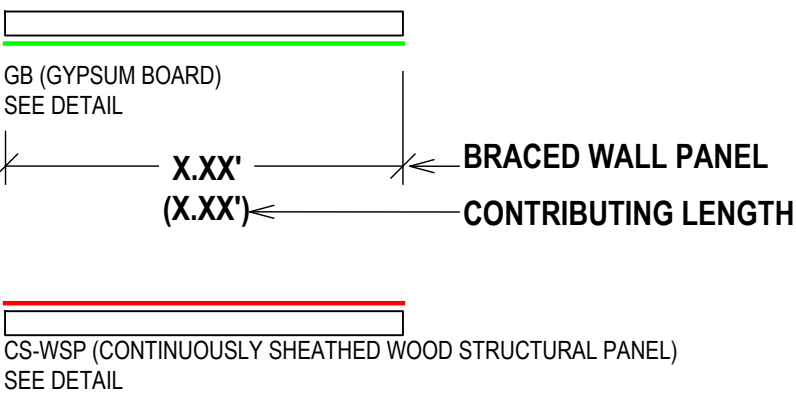 GB (GYPSUM BOARD)
SEE DETAIL
X.XX' BRACED WALL PANEL
(X.XX') CONTRIBUTING LENGTH
CS-WSP (CONTINUOUSLY SHEATHED WOOD STRUCTURAL PANEL)
SEE DETAIL